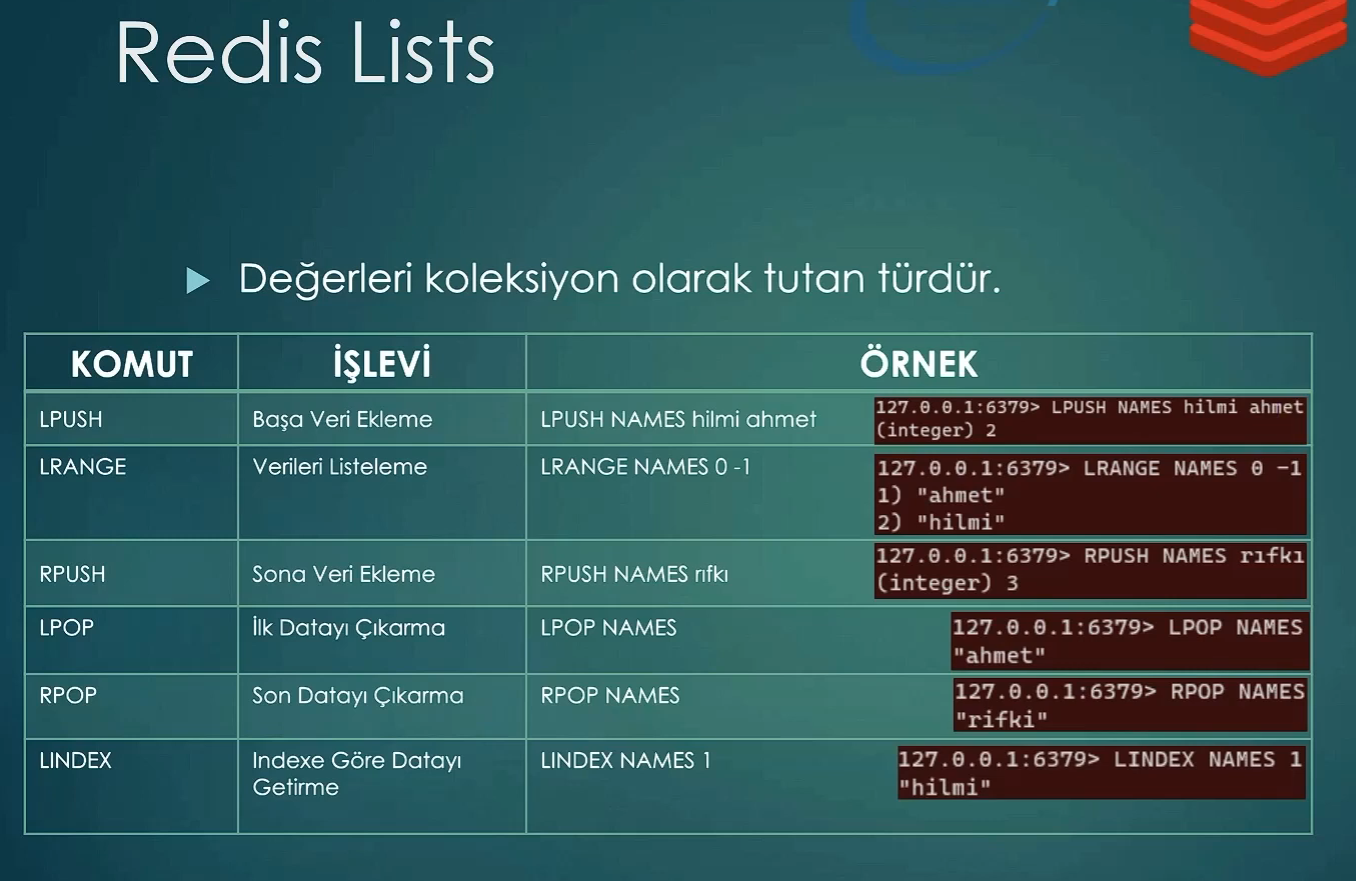 Redis Lists
Değerleri koleksiyon olarak tutan türdür.
KOMUT İŞLEVİ ÖRNEK
LPUSH Başa Veri Ekleme LPUSH NAMES hilmi ahmet
127.0.0.1:6379> LPUSH NAMES hilmi ahmet
(integer) 2
LRANGE Verileri Listeleme LRANGE NAMES 0 -1
127.0.0.1:6379> LRANGE NAMES 0 -1
1) "ahmet"
2) "hilmi"
RPUSH Sona Veri Ekleme RPUSH NAMES rıfkı
127.0.0.1:6379> RPUSH NAMES rıfkı
(integer) 3
LPOP İlk Datayı Çıkarma LPOP NAMES
127.0.0.1:6379> LPOP NAMES
"ahmet"
RPOP Son Datayı Çıkarma RPOP NAMES
127.0.0.1:6379> RPOP NAMES
"rifki"
LINDEX Indexe Göre Datayı
Getirme
LINDEX NAMES 1
127.0.0.1:6379> LINDEX NAMES 1
"hilmi"